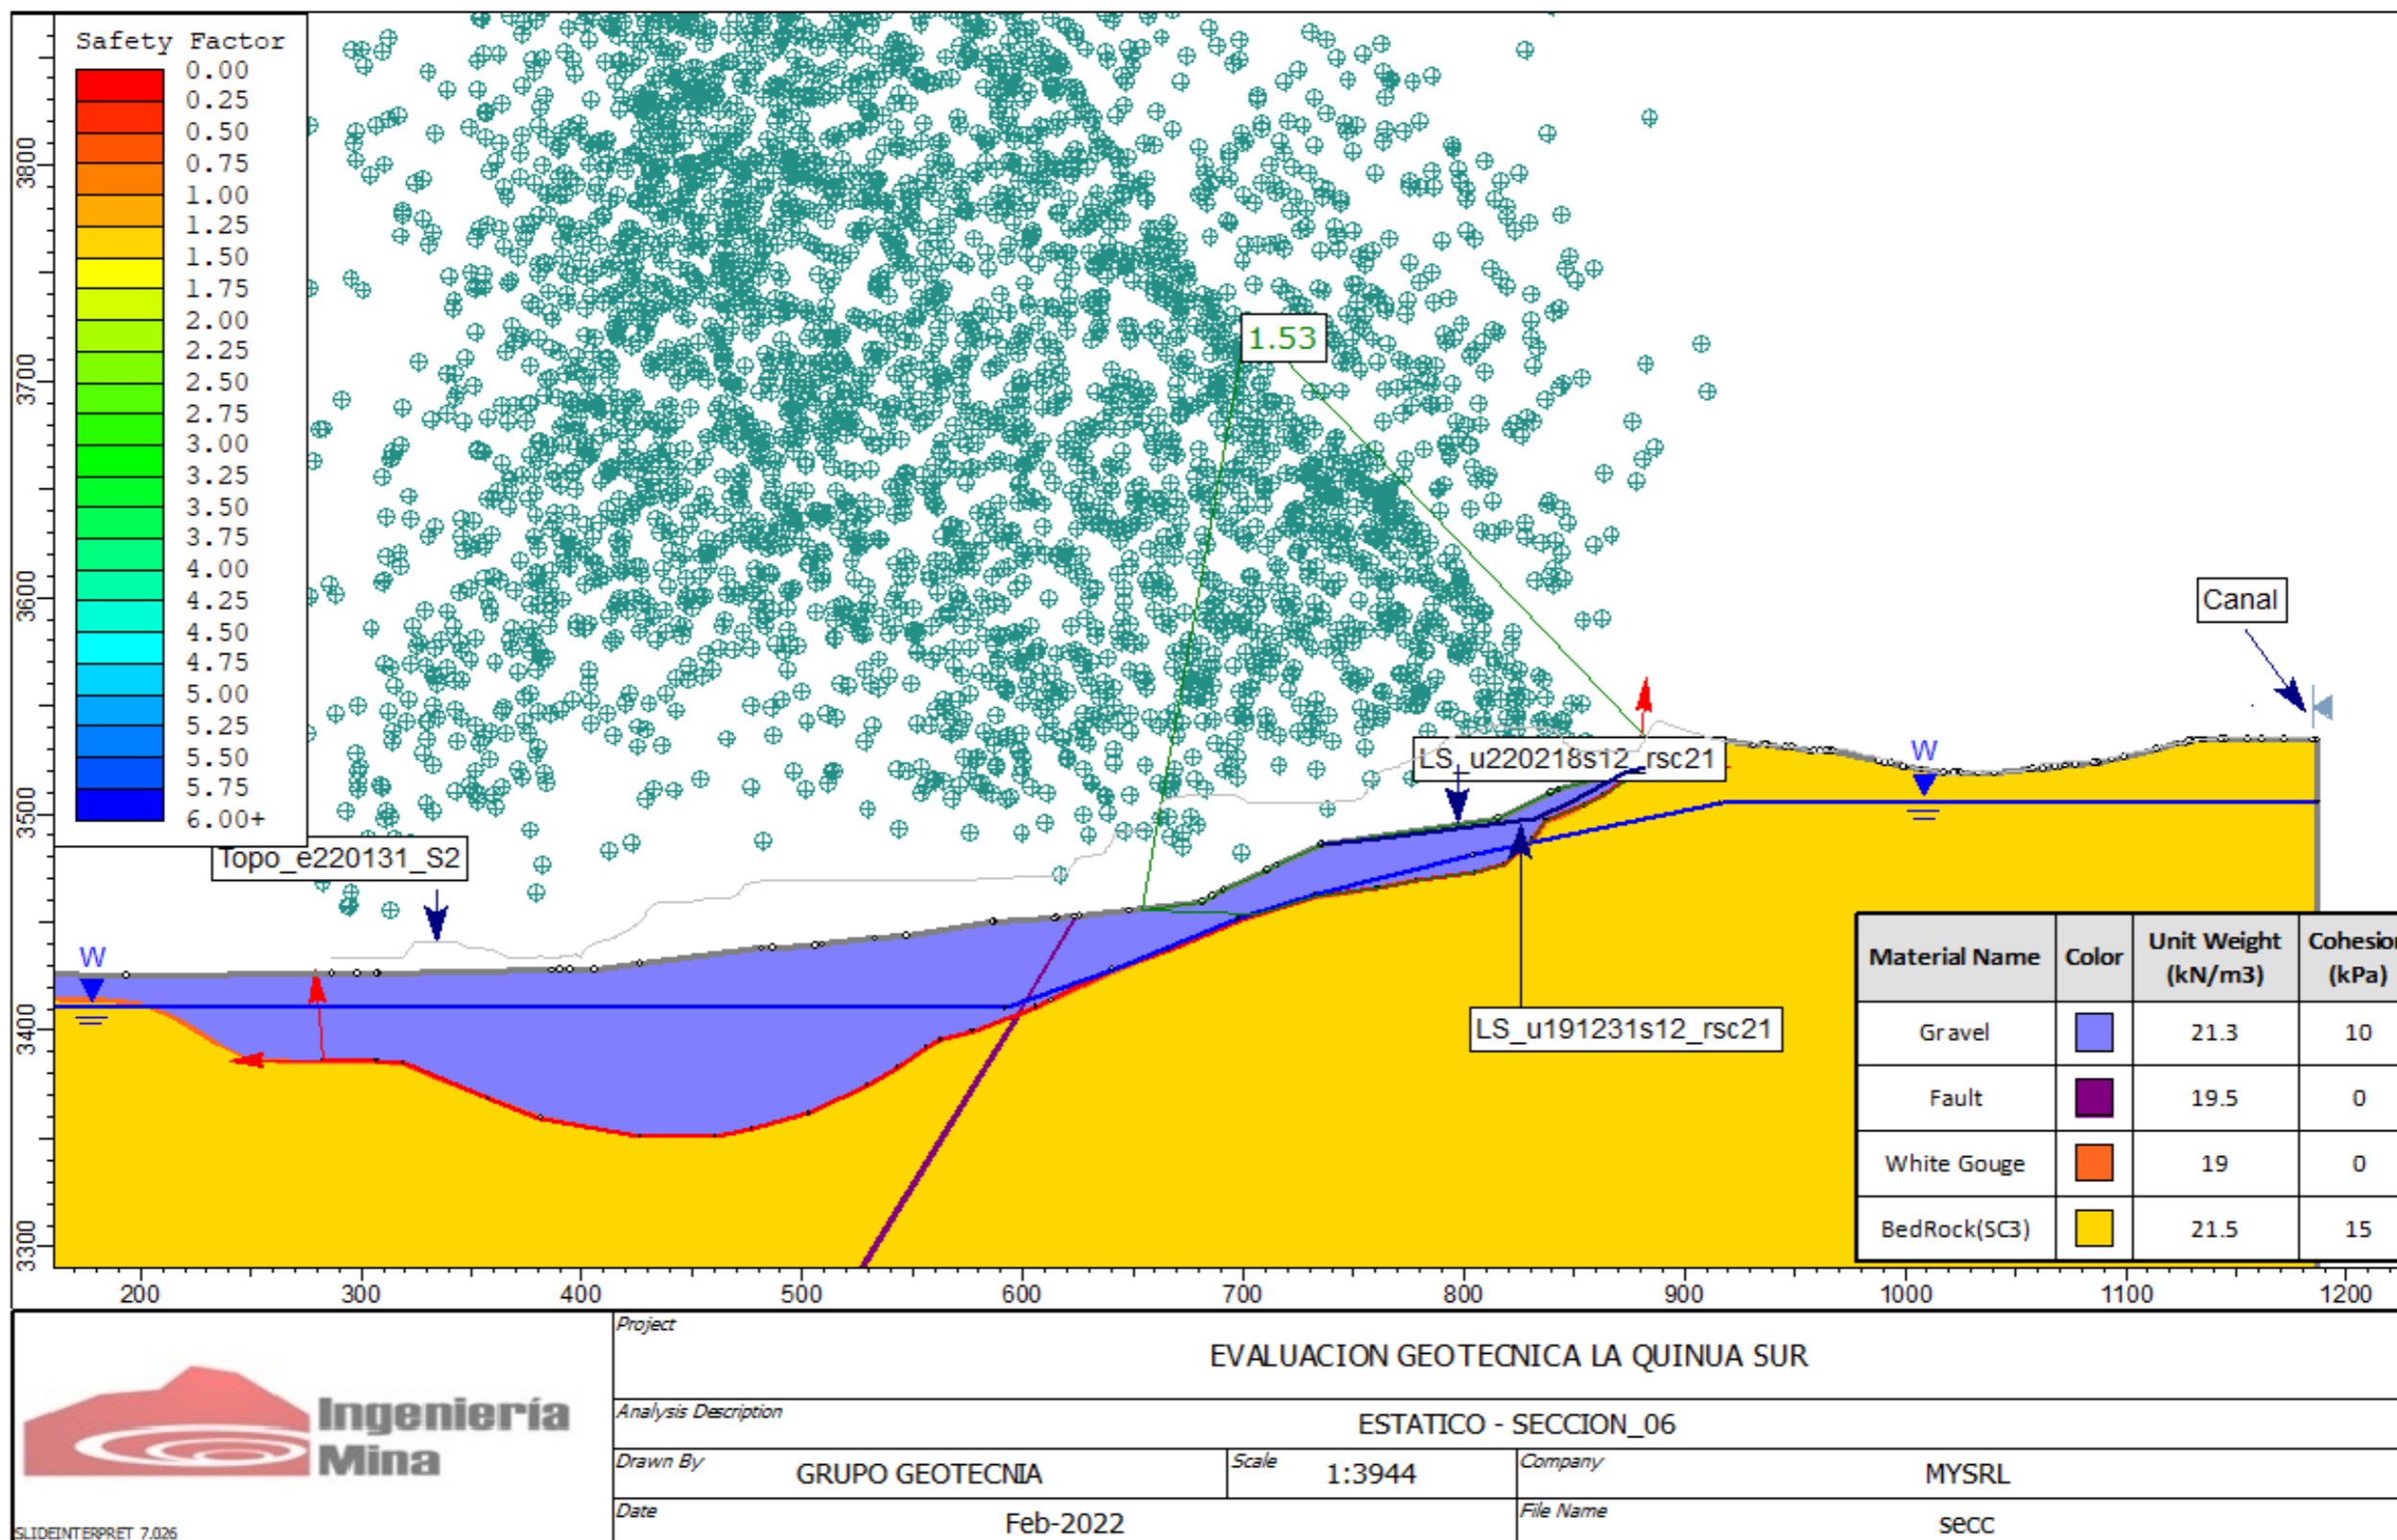 Safety Factor
0.00
0.25
0.50
0.75
1.00
1.25
1.50
1.75
2.00
2.25
2.50
2.75
3.00
3.25
3.50
3.75
4.00
4.25
4.50
4.75
5.00
5.25
5.50
5.75
6.00+
3800
3700
3600
3500
3400
3300
1.53
Canal
LS_u220218s12_rsc21
W
Topo_e220131_S2
W
LS_u191231s12_rsc21
Material Name Color Unit Weight (kN/m3) Cohesion (kPa)
Gravel 21.3 10
Fault 19.5 0
White Gouge 19 0
BedRock(SC3) 21.5 15
200 300 400 500 600 700 800 900 1000 1100 1200
Ingeniería
Mina
SLIDEINTERPRET 7.026
Project
EVALUACION GEOTECNICA LA QUINUA SUR
Analysis Description
ESTATICO - SECCION_06
Drawn By GRUPO GEOTECNIA Scale 1:3944 Company MYSRL
Date Feb-2022 File Name secc